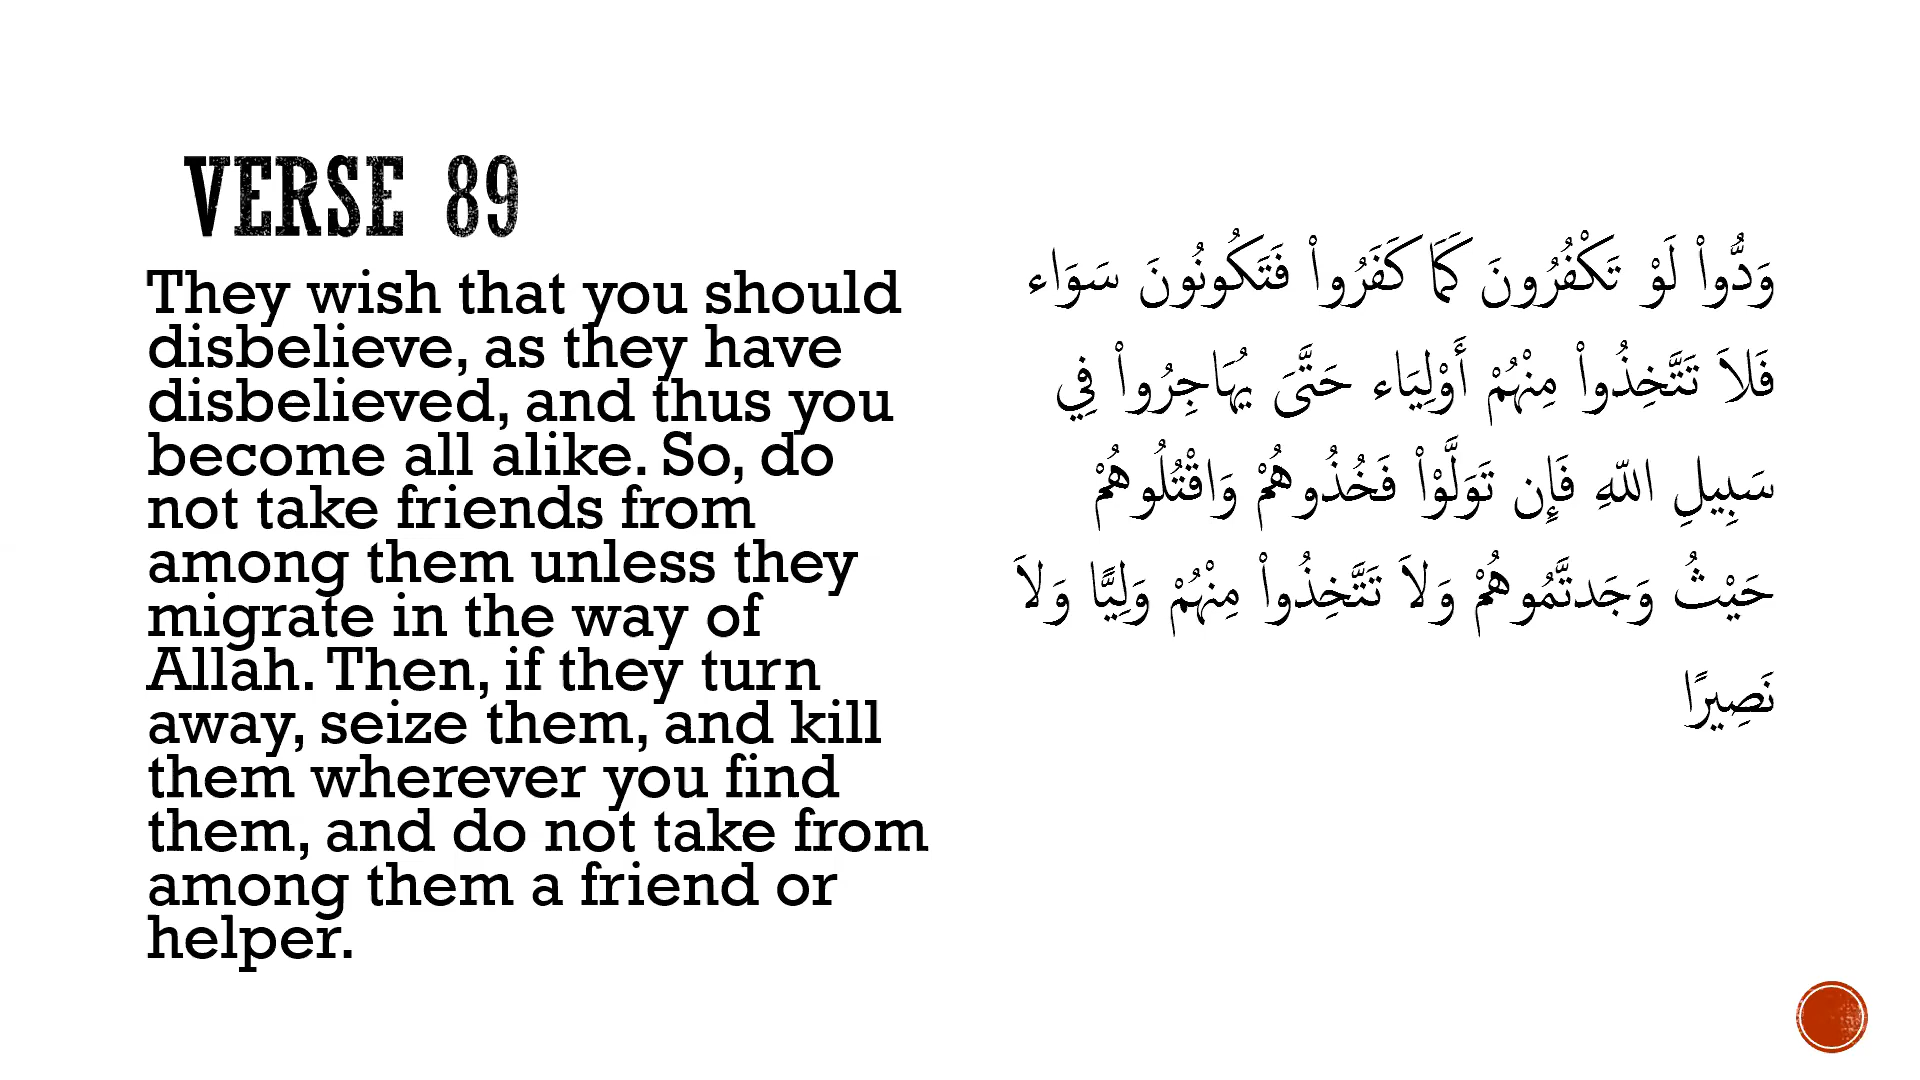 VERSE 89
They wish that you should
disbelieve, as they have
disbelieved, and thus you
become all alike. So, do
not take friends from
among them unless they
migrate in the way of
Allah. Then, if they turn
away, seize them, and kill
them wherever you find
them, and do not take from
among them a friend or
helper.
وَدُّواْ لَوْ تَكْفُرُونَ كَمَا كَفَرُواْ فَتَكُونُونَ سَوَاء
فَلاَ تَتَّخِذُواْ مِنْهُمْ أَوْلِيَاء حَتَّىَ يُهَاجِرُواْ فِي
سَبِيلِ اللّهِ فَإِن تَوَلَّوْاْ فَخُذُوهُمْ وَاقْتُلُوهُمْ
حَيْثُ وَجَدتَّمُوهُمْ وَلاَ تَتَّخِذُواْ مِنْهُمْ وَلِيًّا وَلاَ
نَصِيرًا